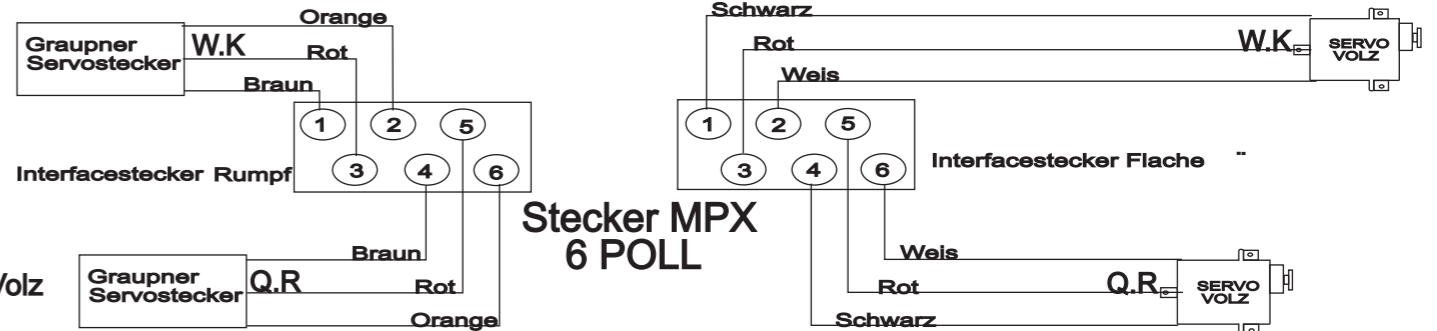 Orange
Graupner
Servostecker
W.K
Rot
Braun
1 2 5
3 4 6
Interfacestecker Rumpf
Braun
Volz
Graupner
Servostecker
Q.R
Rot
Orange
Stecker MPX
6 POLL
Schwarz
Rot
W.K
SERVO
VOLZ
Weis
1 2 5
3 4 6
Interfacestecker Flache ¨
Weis
Rot
Q.R
SERVO
VOLZ
Schwarz